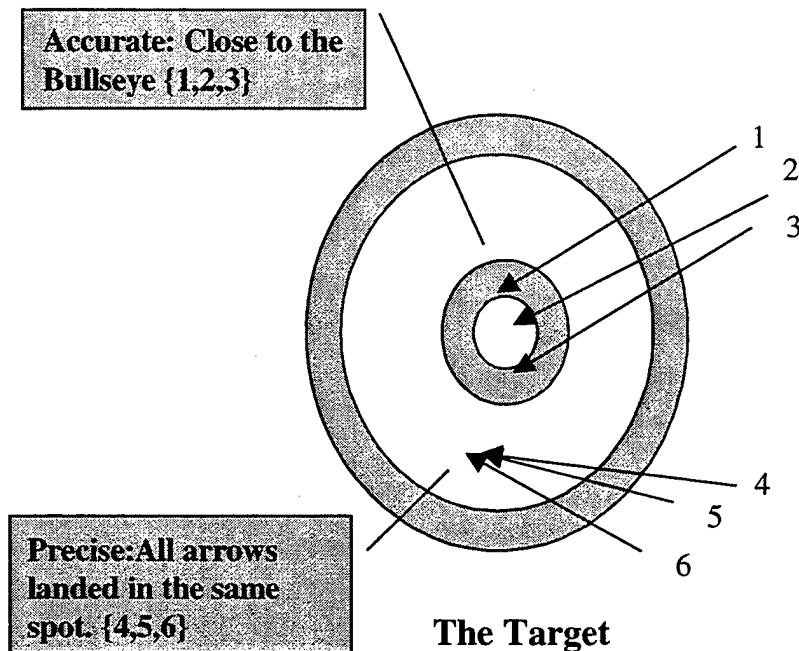 Accurate: Close to the
Bullseye {1,2,3}
1
2
3
4
5
6
Precise:All arrows
landed in the same
spot. {4,5,6}
The Target